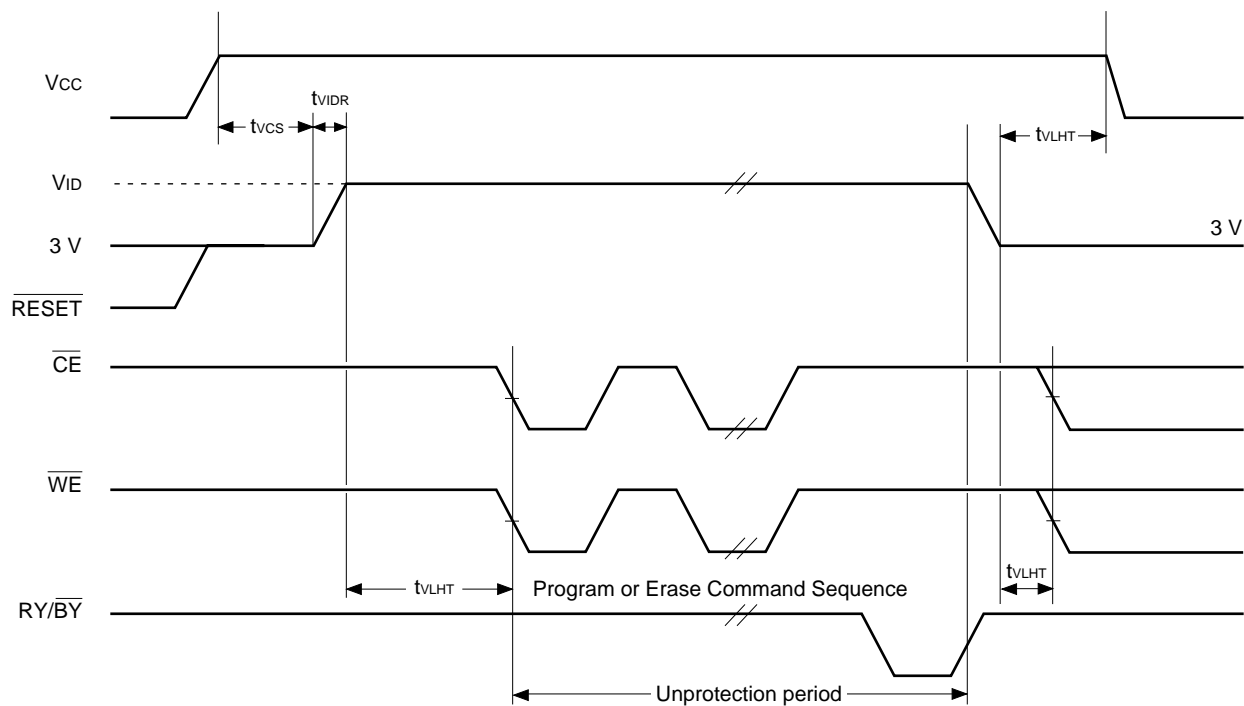 VCC
tVIDR
tVCS
tVLHT
VID
3 V
3 V
RESET
CE
WE
tVLHT
tVLHT
Program or Erase Command Sequence
RY/BY
Unprotection period